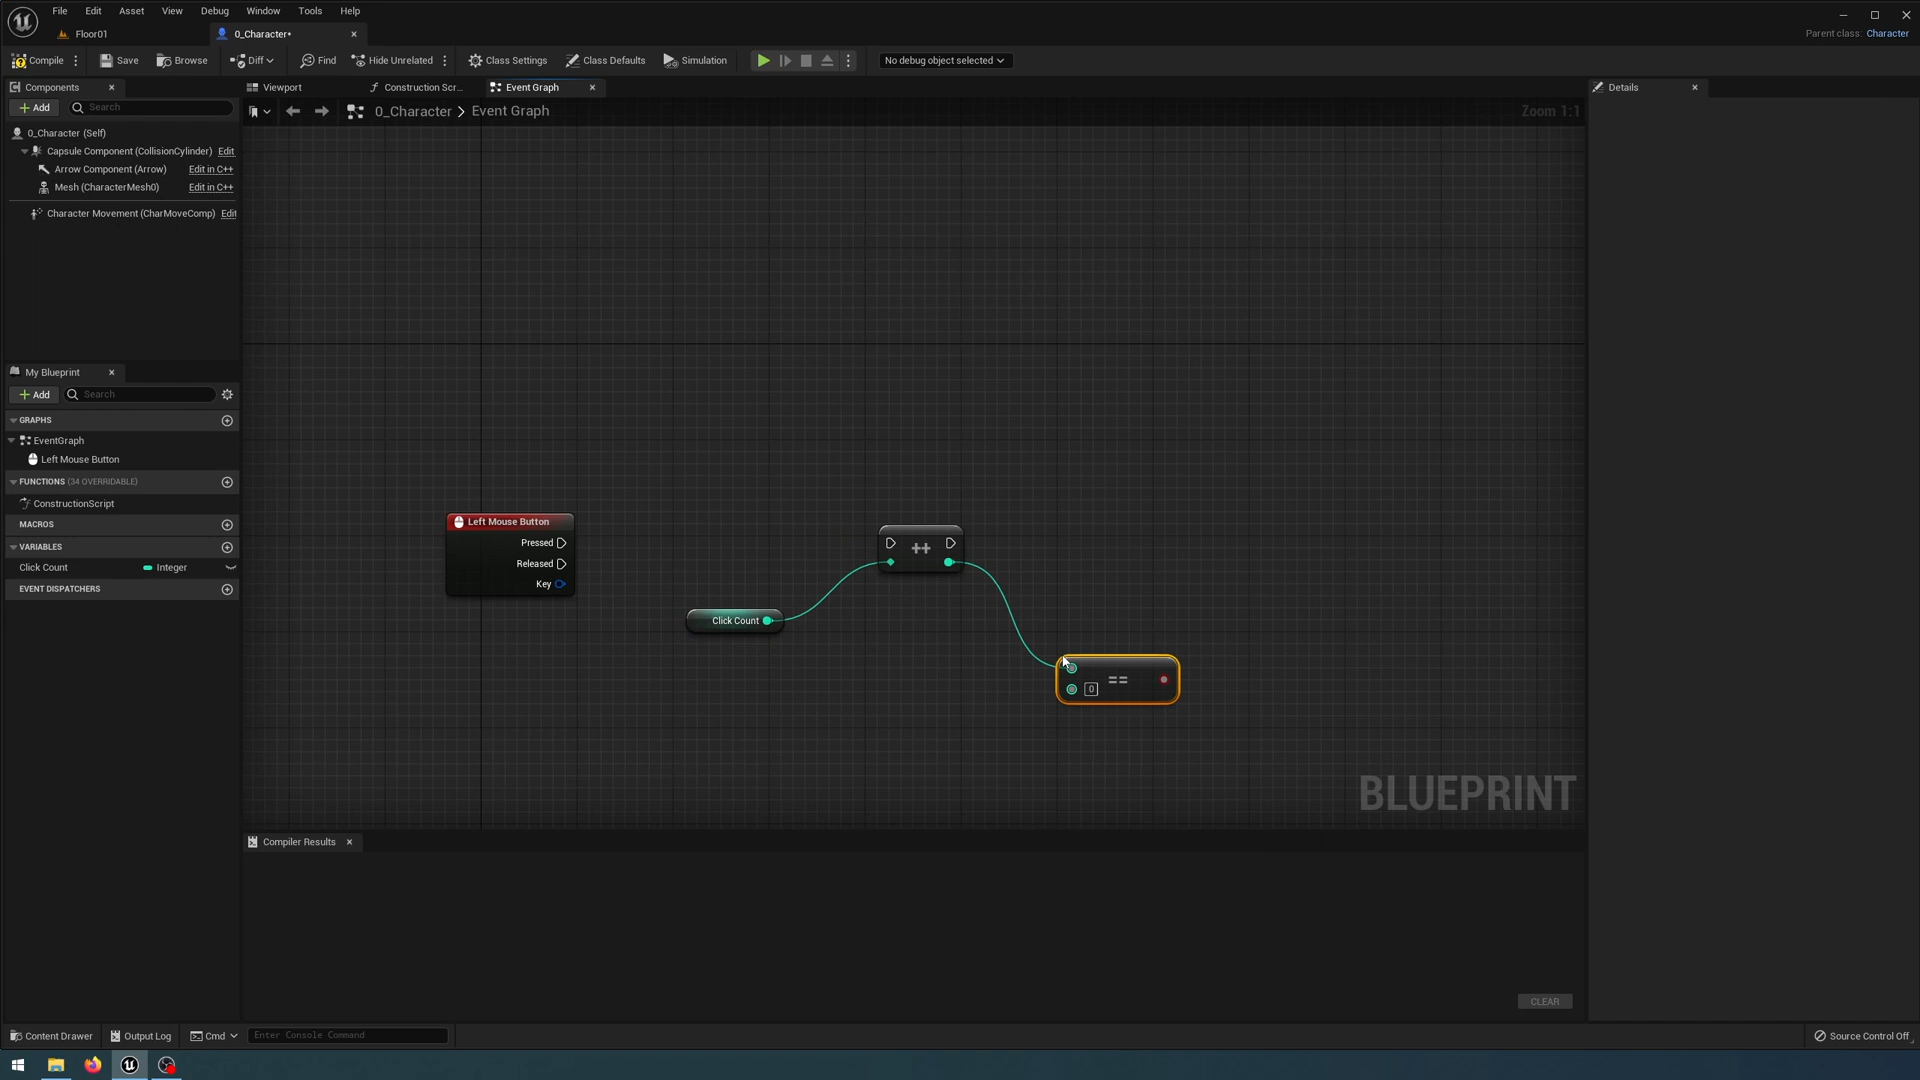 File Edit Asset View Debug Window Tools Help
Floor01
0_Character•
Parent class: Character
Compile
Save
Browse
Diff
Find
Hide Unrelated
Class Settings
Class Defaults
Simulation
No debug object selected
Components
Viewport
Construction Scr...
Event Graph
Details
Add
Search
0_Character > Event Graph
Zoom 1:1
0_Character (Self)
Capsule Component (CollisionCylinder) Edit
Arrow Component (Arrow) Edit in C++
Mesh (CharacterMesh0) Edit in C++
Character Movement (CharMoveComp) Edit
My Blueprint
Add
Search
GRAPHS
EventGraph
Left Mouse Button
FUNCTIONS (34 OVERRIDABLE)
ConstructionScript
MACROS
VARIABLES
Click Count Integer
EVENT DISPATCHERS
Left Mouse Button
Pressed
Released
Key
Click Count
++
==
0
BLUEPRINT
Compiler Results
CLEAR
Content Drawer
Output Log
Cmd
Enter Console Command
Source Control Off